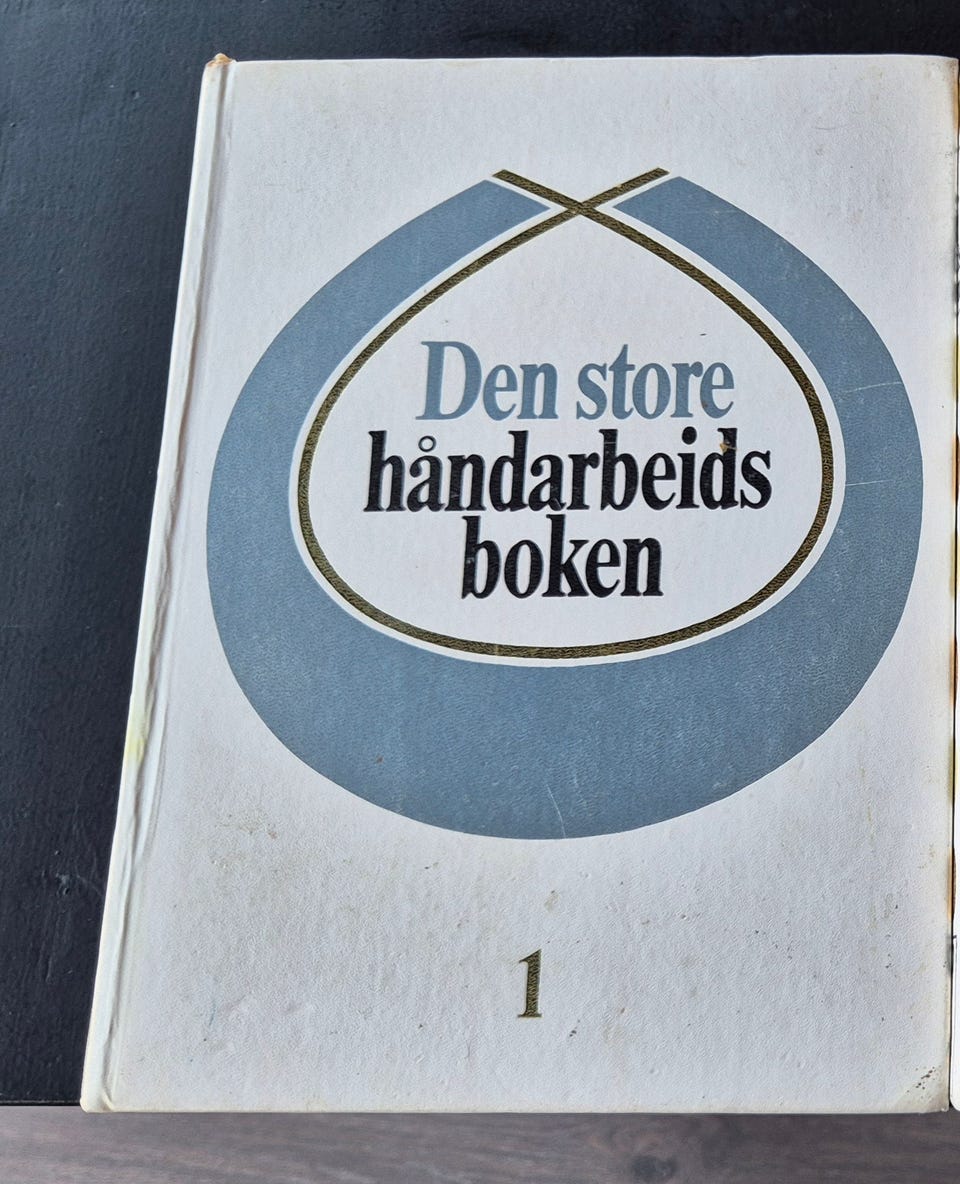 Den store
håndarbeids
boken
1